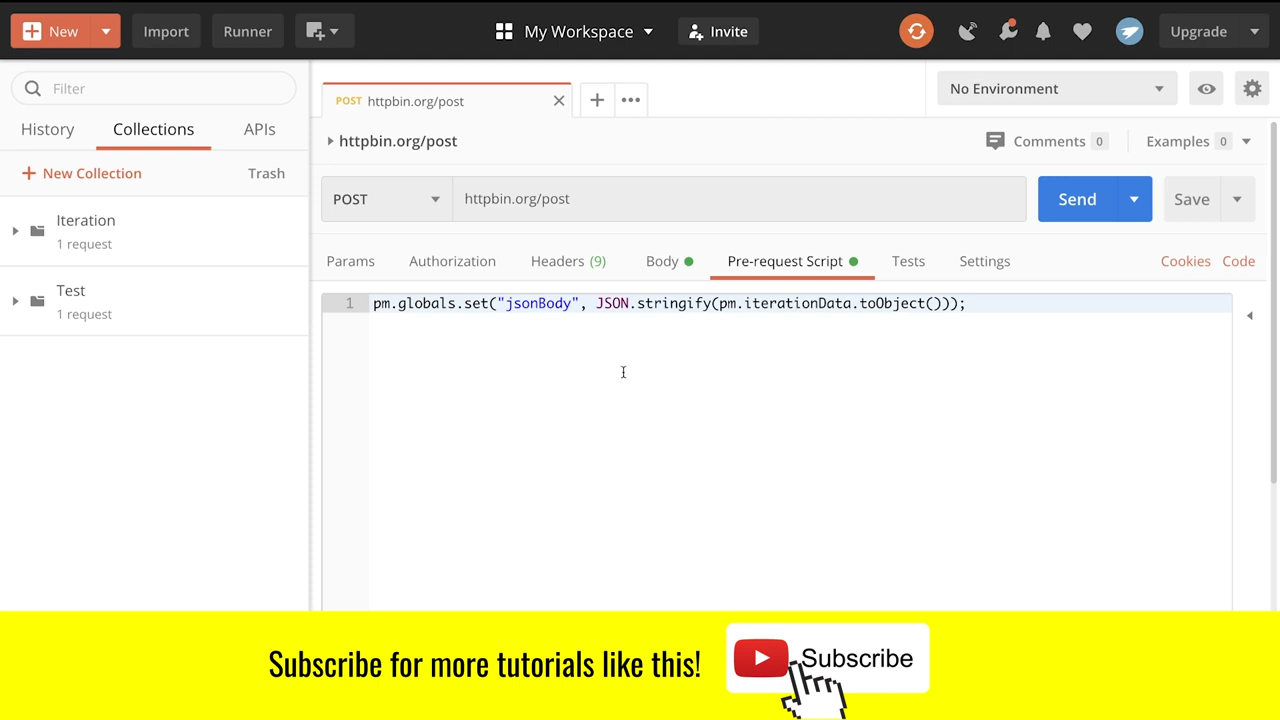 New
Import
Runner
My Workspace
Invite
Upgrade
Filter
History
Collections
APIs
New Collection
Trash
Iteration
1 request
Test
1 request
POST httpbin.org/post
No Environment
httpbin.org/post
Comments 0
Examples 0
POST
httpbin.org/post
Send
Save
Params
Authorization
Headers (9)
Body
Pre-request Script
Tests
Settings
Cookies
Code
1 pm.globals.set("jsonBody", JSON.stringify(pm.iterationData.toObject()));
Subscribe for more tutorials like this!
Subscribe